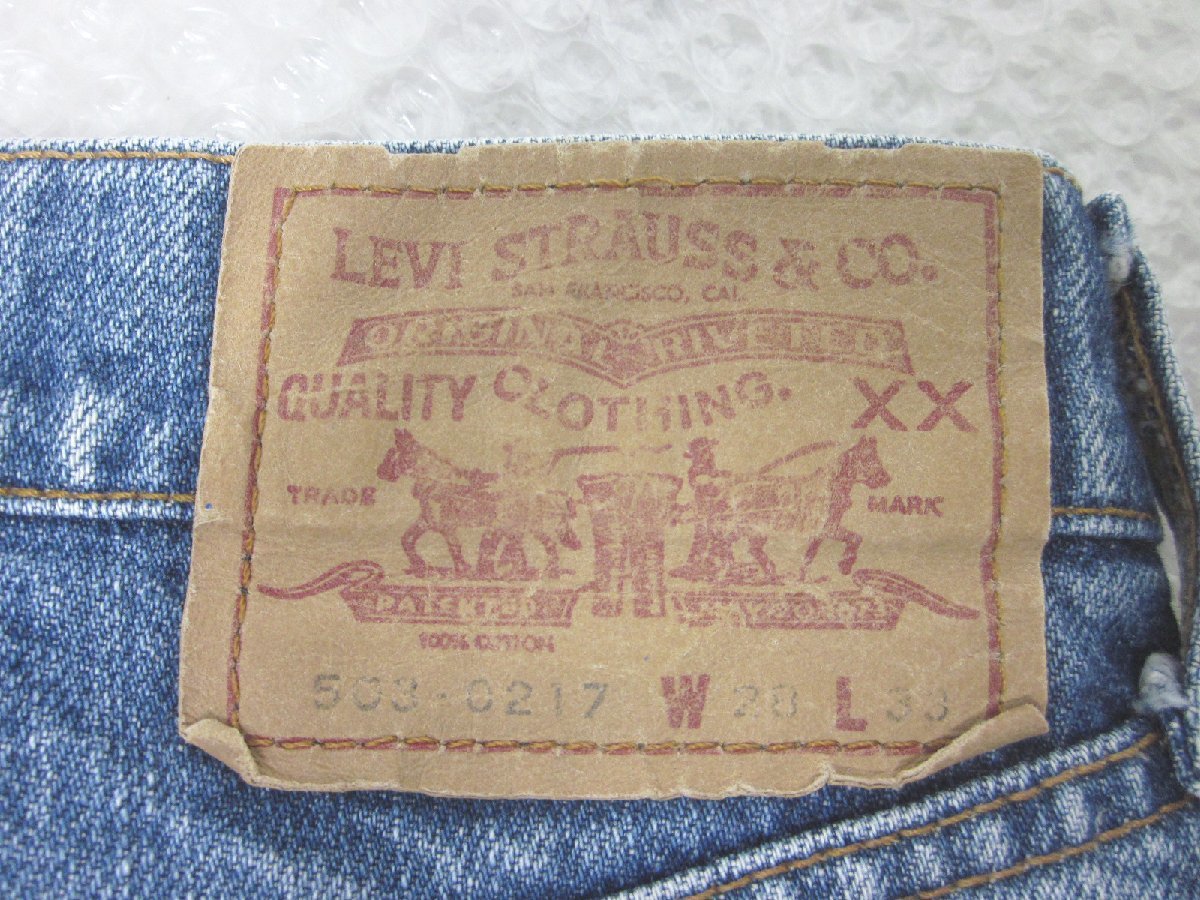 LEVI STRAUSS & CO.
SAN FRANCISCO, CAL.
ORIGINAL RIVETED
QUALITY CLOTHING. XX
TRADE MARK
100% COTTON
503-0217 W 28 L 33